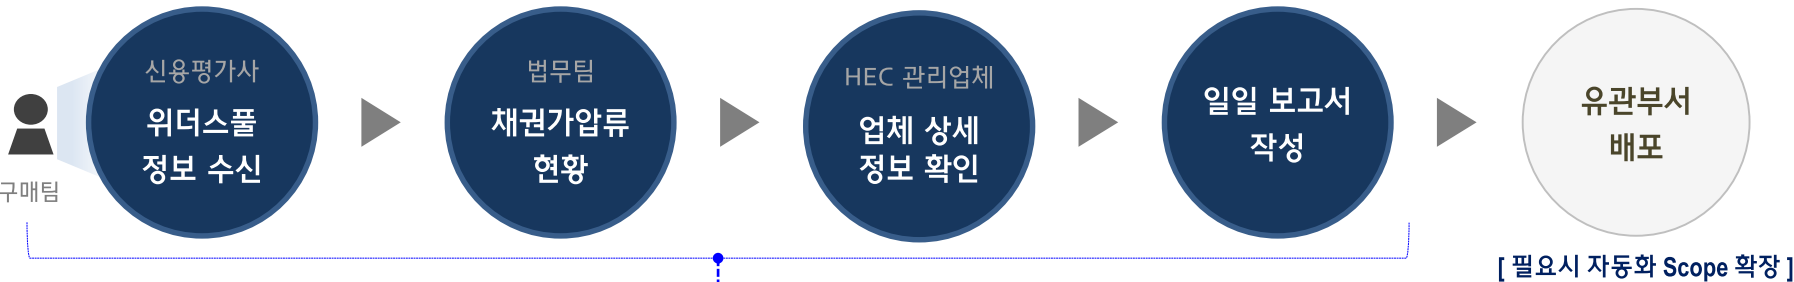 구매팀
신용평가사
위더스풀
정보 수신
법무팀
채권가압류
현황
HEC 관리업체
업체 상세
정보 확인
일일 보고서
작성
유관부서
배포
[ 필요시 자동화 Scope 확장 ]